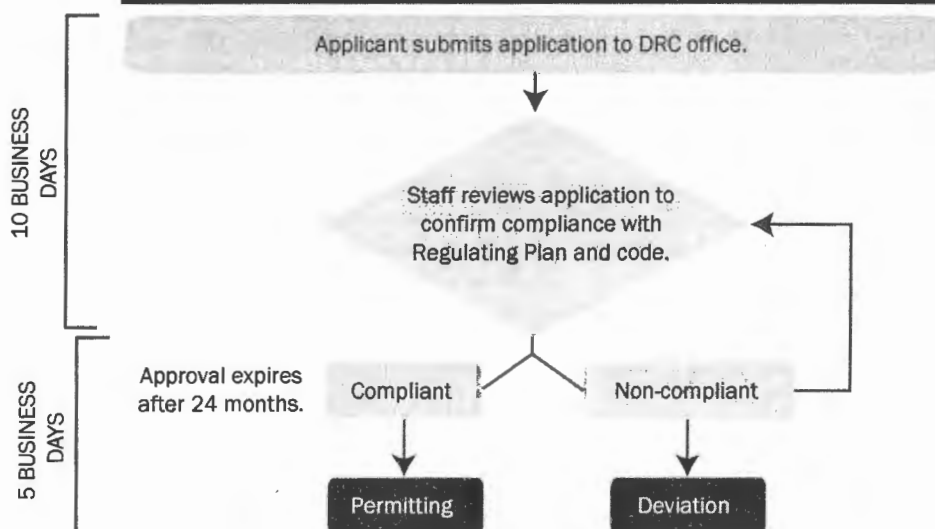 Applicant submits application to DRC office.
10 BUSINESS
DAYS
Staff reviews application to
confirm compliance with
Regulating Plan and code.
5 BUSINESS
DAYS
Approval expires
after 24 months.
Compliant
Non-compliant
Permitting
Deviation